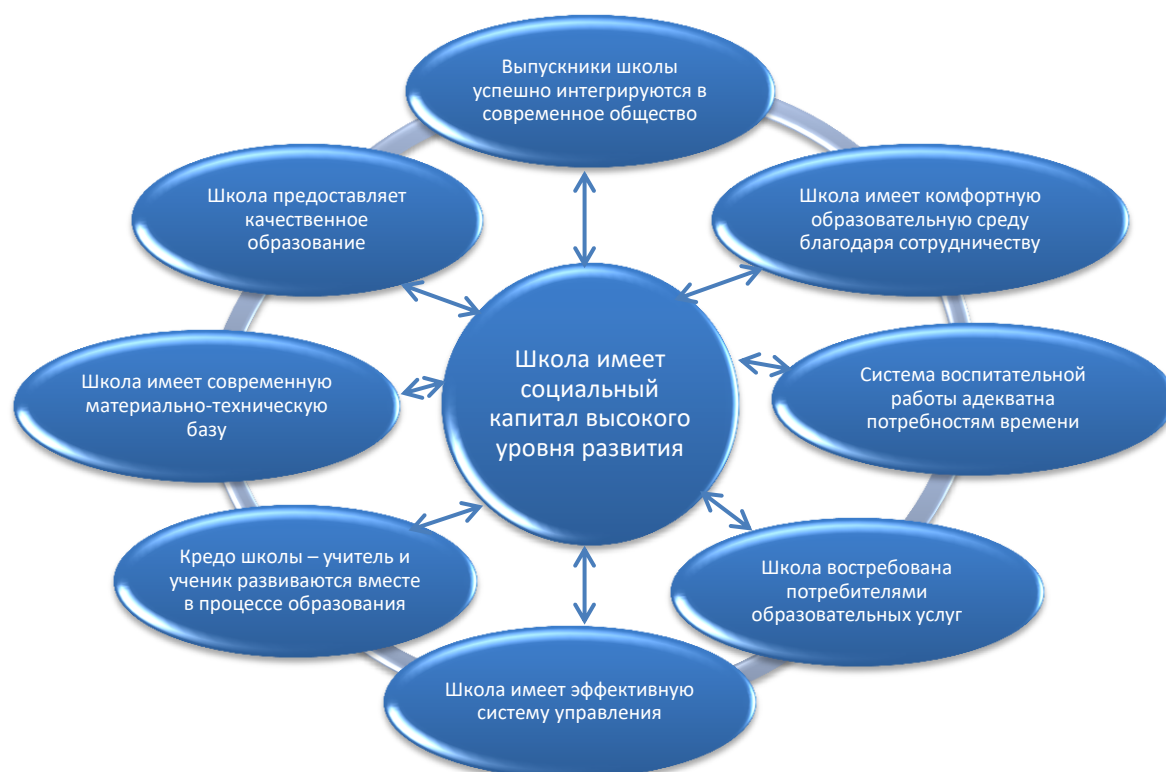 Выпускники школы
успешно интегрируются в
современное общество
Школа предоставляет
качественное
образование
Школа имеет комфортную
образовательную среду
благодаря сотрудничеству
Школа имеет современную
материально-техническую
базу
Школа имеет
социальный
капитал высокого
уровня развития
Система воспитательной
работы адекватна
потребностям времени
Кредо школы – учитель и
ученик развиваются вместе
в процессе образования
Школа востребована
потребителями
образовательных услуг
Школа имеет эффективную
систему управления